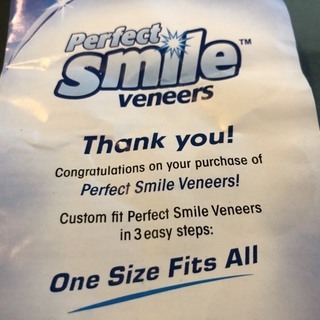 Perfect
smile™
veneers
Thank you!
Congratulations on your purchase of
Perfect Smile Veneers!
Custom fit Perfect Smile Veneers
in 3 easy steps:
One Size Fits All